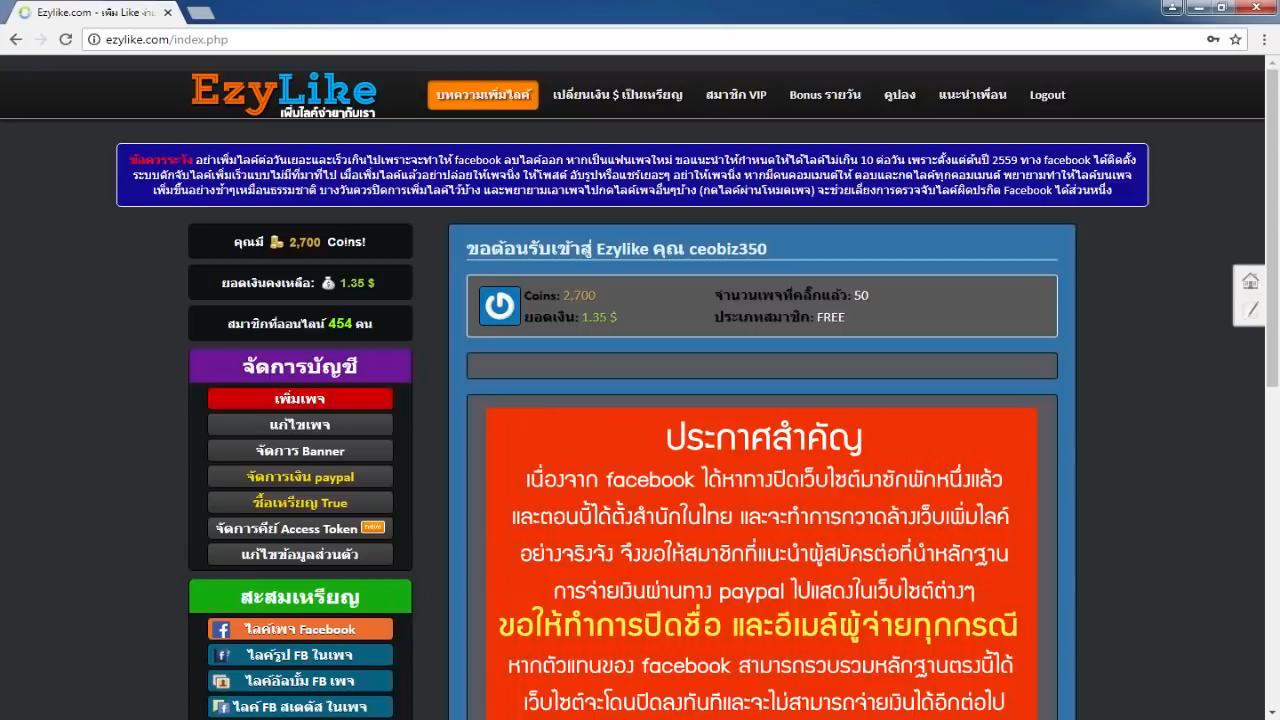 Ezylike.com - เพิ่ม Like ง่าย
ezylike.com/index.php
EzyLike
เพิ่มไลค์ง่ายๆกับเรา
บทความเพิ่มไลค์ เปลี่ยนเงิน $ เป็นเหรียญ สมาชิก VIP Bonus รายวัน คูปอง แนะนำเพื่อน Logout
ข้อควรระวัง อย่าเพิ่มไลค์ต่อวันเยอะและเร็วเกินไปเพราะจะทำให้ facebook ลบไลค์ออก หากเป็นแฟนเพจใหม่ ขอแนะนำให้กำหนดให้ได้ไลค์ไม่เกิน 10 ต่อวัน เพราะตั้งแต่ต้นปี 2559 ทาง facebook ได้ติดตั้ง
ระบบดักจับไลค์เพิ่มเร็วแบบไม่มีที่มาที่ไป เมื่อเพิ่มไลค์แล้วอย่าปล่อยให้เพจนิ่ง ให้โพสต์ อัปรูปหรือแชร์เยอะๆ อย่าให้เพจนิ่ง หากมีคนคอมเมนต์ให้ ตอบและกดไลค์ทุกคอมเมนต์ พยายามทำให้ไลค์บนเพจ
เพิ่มขึ้นอย่างช้าๆเหมือนธรรมชาติ บางวันควรปิดการเพิ่มไลค์ไว้บ้าง และพยายามเอาเพจไปกดไลค์เพจอื่นๆบ้าง (กดไลค์ผ่านโหมดเพจ) จะช่วยเลี่ยงการตรวจจับไลค์ผิดปรกติ Facebook ได้ส่วนหนึ่ง
คุณมี 2,700 Coins!
ยอดเงินคงเหลือ: 1.35 $
สมาชิกที่ออนไลน์ 454 คน
จัดการบัญชี
เพิ่มเพจ
แก้ไขเพจ
จัดการ Banner
จัดการเงิน paypal
ซื้อเหรียญ True
จัดการคีย์ Access Token new
แก้ไขข้อมูลส่วนตัว
สะสมเหรียญ
ไลค์เพจ Facebook
ไลค์รูป FB ในเพจ
ไลค์อัลบั้ม FB เพจ
ไลค์ FB สเตตัส ในเพจ
ขอต้อนรับเข้าสู่ Ezylike คุณ ceobiz350
Coins: 2,700 จำนวนเพจที่คลิ๊กแล้ว: 50
ยอดเงิน: 1.35 $ ประเภทสมาชิก: FREE
ประกาศสำคัญ
เนื่องจาก facebook ได้หาทางปิดเว็บไซต์มาซักพักหนึ่งแล้ว
และตอนนี้ได้ตั้งสำนักในไทย และจะทำการกวาดล้างเว็บเพิ่มไลค์
อย่างจริงจัง จึงขอให้สมาชิกที่แนะนำผู้สมัครต่อที่นำหลักฐาน
การจ่ายเงินผ่านทาง paypal ไปแสดงในเว็บไซต์ต่างๆ
ขอให้ทำการปิดชื่อ และอีเมล์ผู้จ่ายทุกกรณี
หากตัวแทนของ facebook สามารถรวบรวมหลักฐานตรงนี้ได้
เว็บไซต์จะโดนปิดลงทันทีและจะไม่สามารถจ่ายเงินได้อีกต่อไป